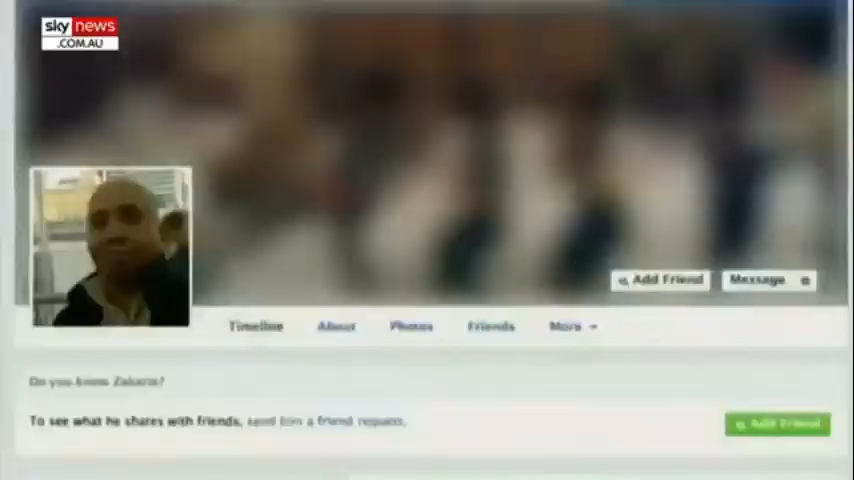 sky news
.COM.AU
Add Friend
Message
Timeline
About
Photos
Friends
More
Do you know
To see what he shares with friends, send him a friend request.
Add Friend